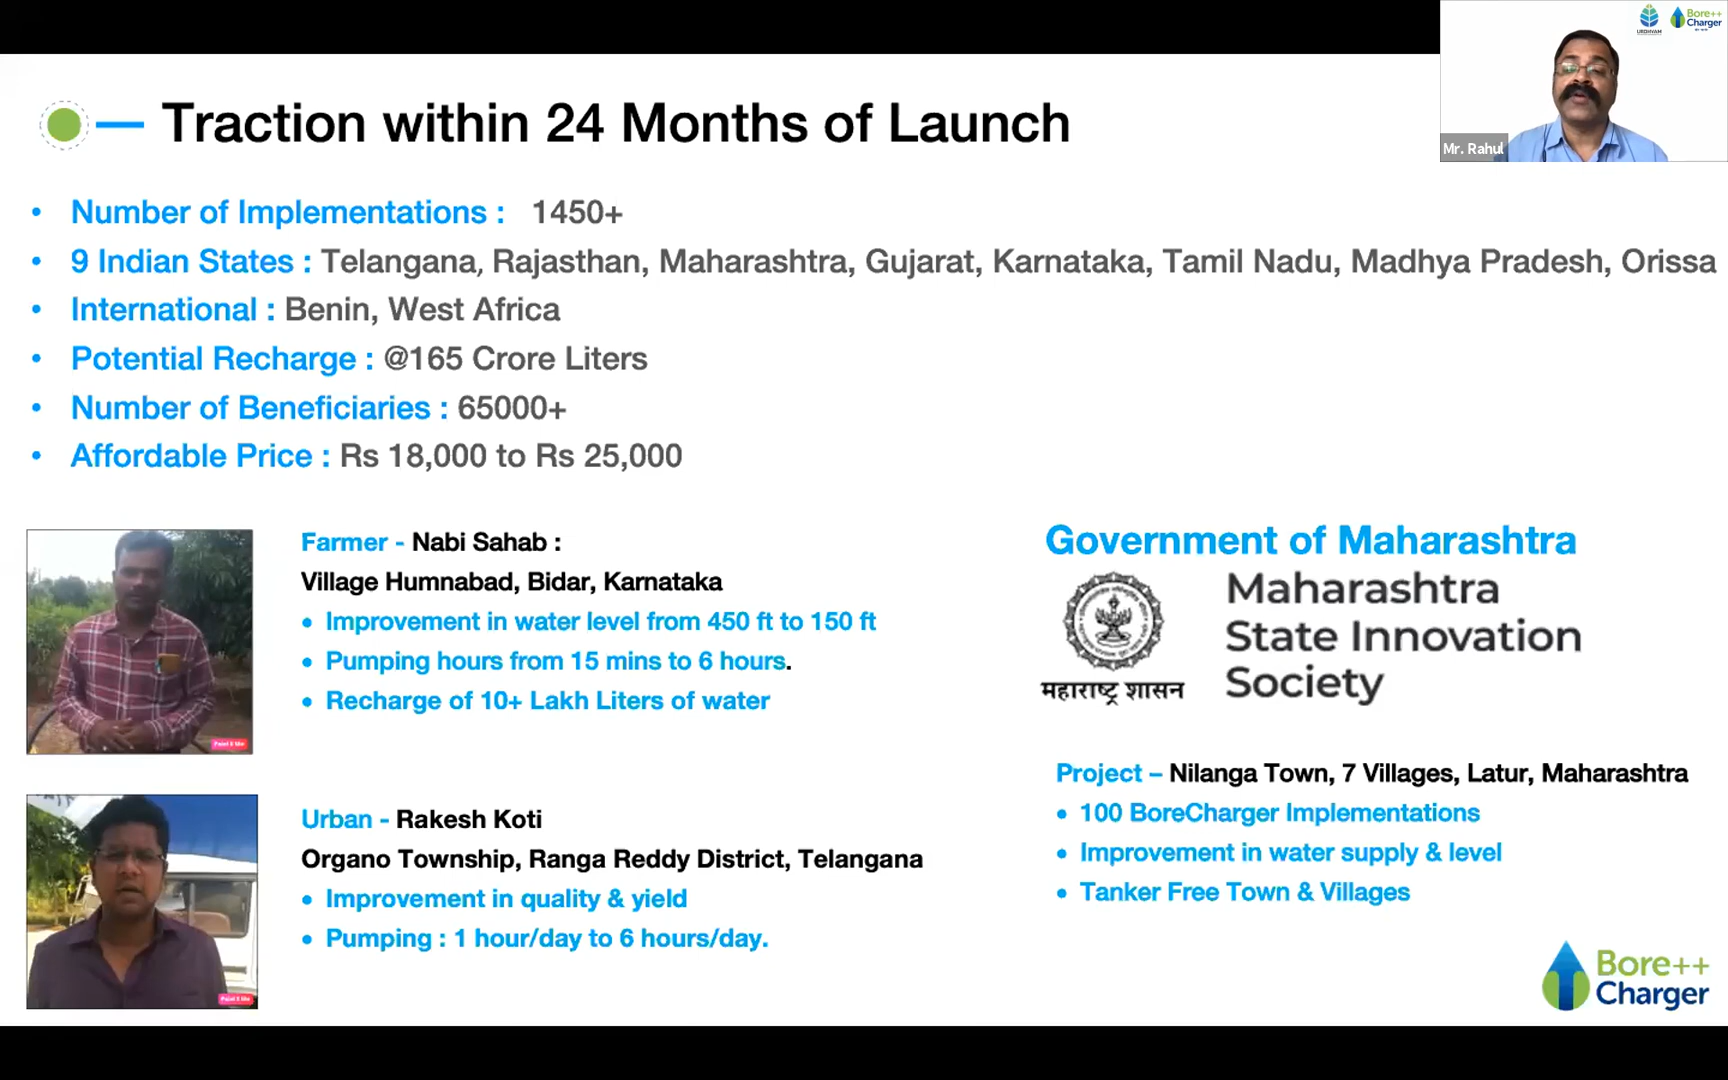 URDHVAM
Bore++
Charger
Mr. Rahul
Traction within 24 Months of Launch
• Number of Implementations : 1450+
• 9 Indian States : Telangana, Rajasthan, Maharashtra, Gujarat, Karnataka, Tamil Nadu, Madhya Pradesh, Orissa
• International : Benin, West Africa
• Potential Recharge : @165 Crore Liters
• Number of Beneficiaries : 65000+
• Affordable Price : Rs 18,000 to Rs 25,000
Farmer - Nabi Sahab :
Village Humnabad, Bidar, Karnataka
• Improvement in water level from 450 ft to 150 ft
• Pumping hours from 15 mins to 6 hours.
• Recharge of 10+ Lakh Liters of water
Urban - Rakesh Koti
Organo Township, Ranga Reddy District, Telangana
• Improvement in quality & yield
• Pumping : 1 hour/day to 6 hours/day.
Government of Maharashtra
महाराष्ट्र शासन
Maharashtra
State Innovation
Society
Project – Nilanga Town, 7 Villages, Latur, Maharashtra
• 100 BoreCharger Implementations
• Improvement in water supply & level
• Tanker Free Town & Villages
Bore++
Charger